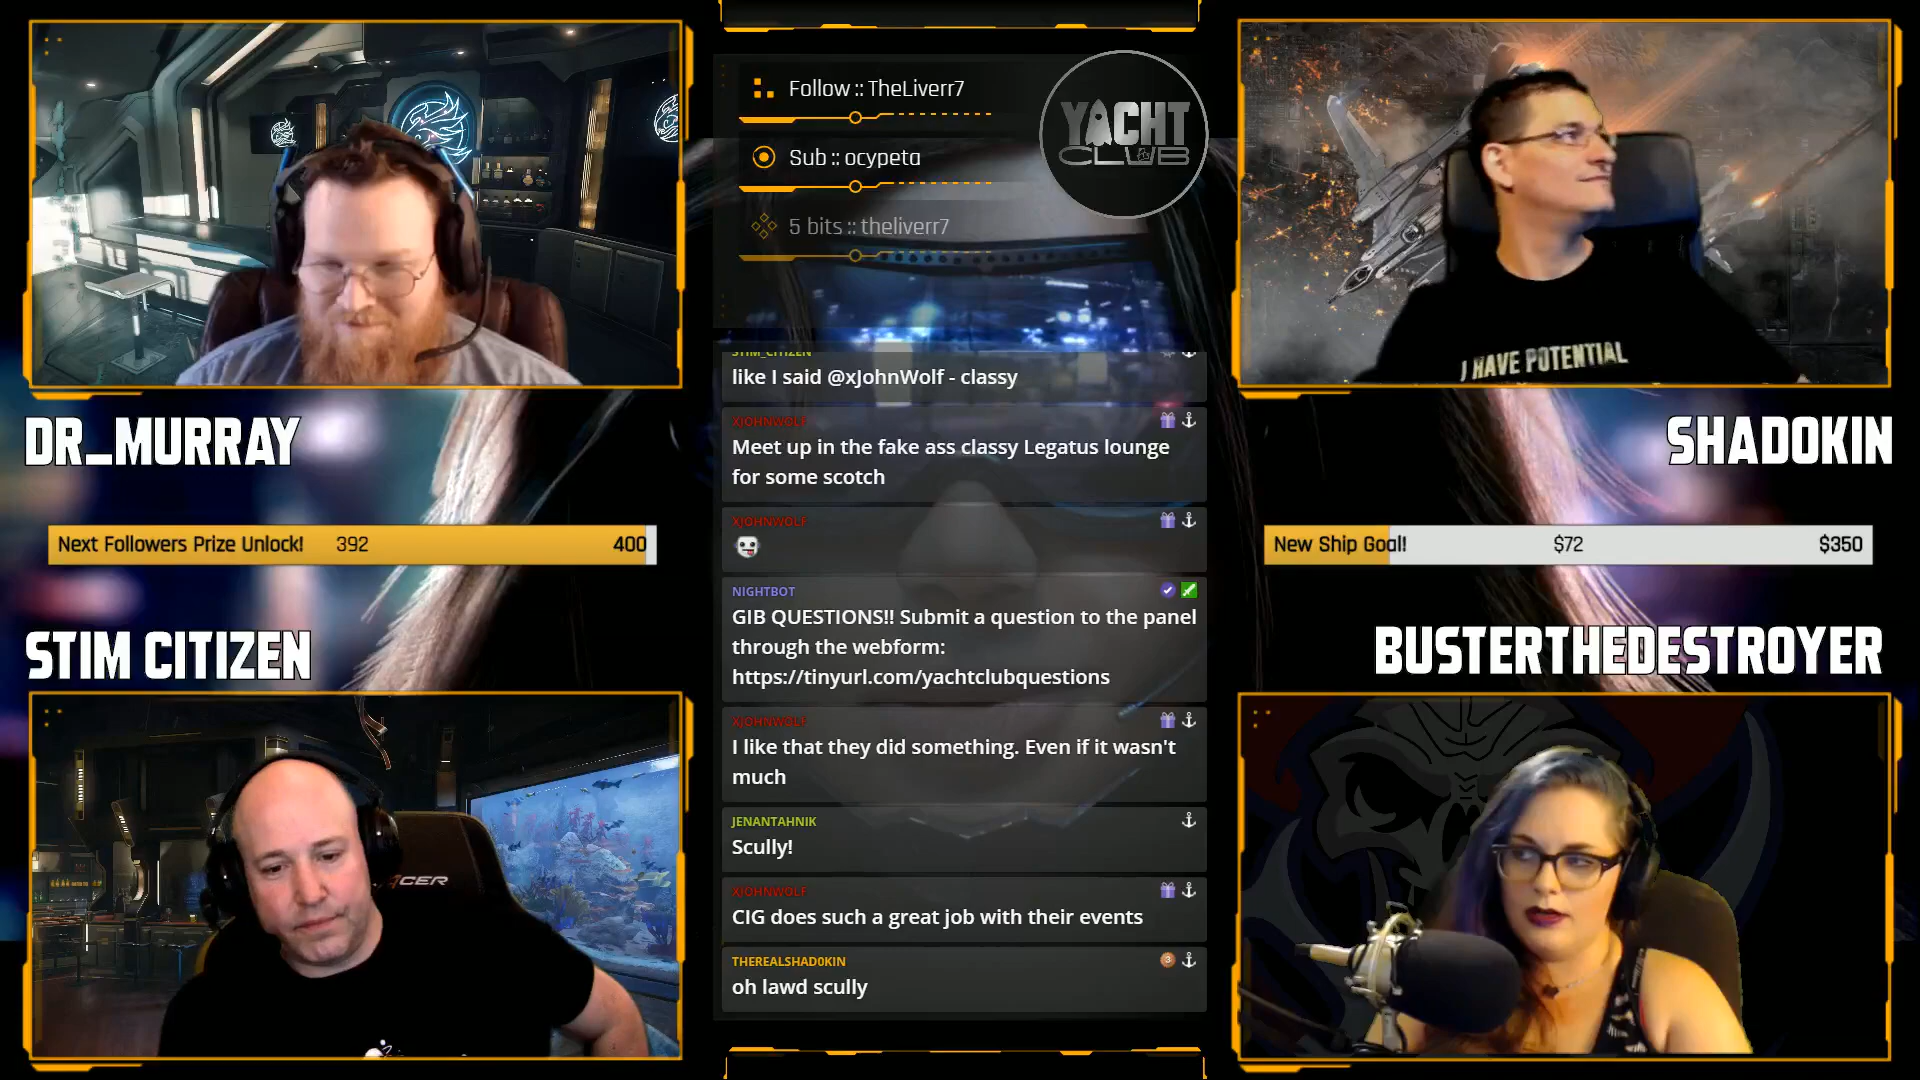 Follow :: TheLiverr7
Sub :: ocypeta
5 bits :: theliverr7
YACHT
CLUB
I HAVE POTENTIAL
DR_MURRAY
SHADOKIN
Next Followers Prize Unlock! 392 400
New Ship Goal! $72 $350
STIM CITIZEN
BUSTERTHEDESTROYER
STIM_CITIZEN
like I said @xJohnWolf - classy
XJOHNWOLF
Meet up in the fake ass classy Legatus lounge
for some scotch
XJOHNWOLF
NIGHTBOT
GIB QUESTIONS!! Submit a question to the panel
through the webform:
https://tinyurl.com/yachtclubquestions
XJOHNWOLF
I like that they did something. Even if it wasn't
much
JENANTAHNIK
Scully!
XJOHNWOLF
CIG does such a great job with their events
THEREALSHAD0KIN
3
oh lawd scully
ACER